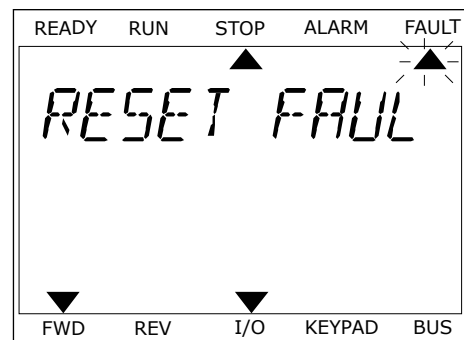 READY RUN STOP ALARM FAULT
RESET FAUL
FWD REV I/O KEYPAD BUS